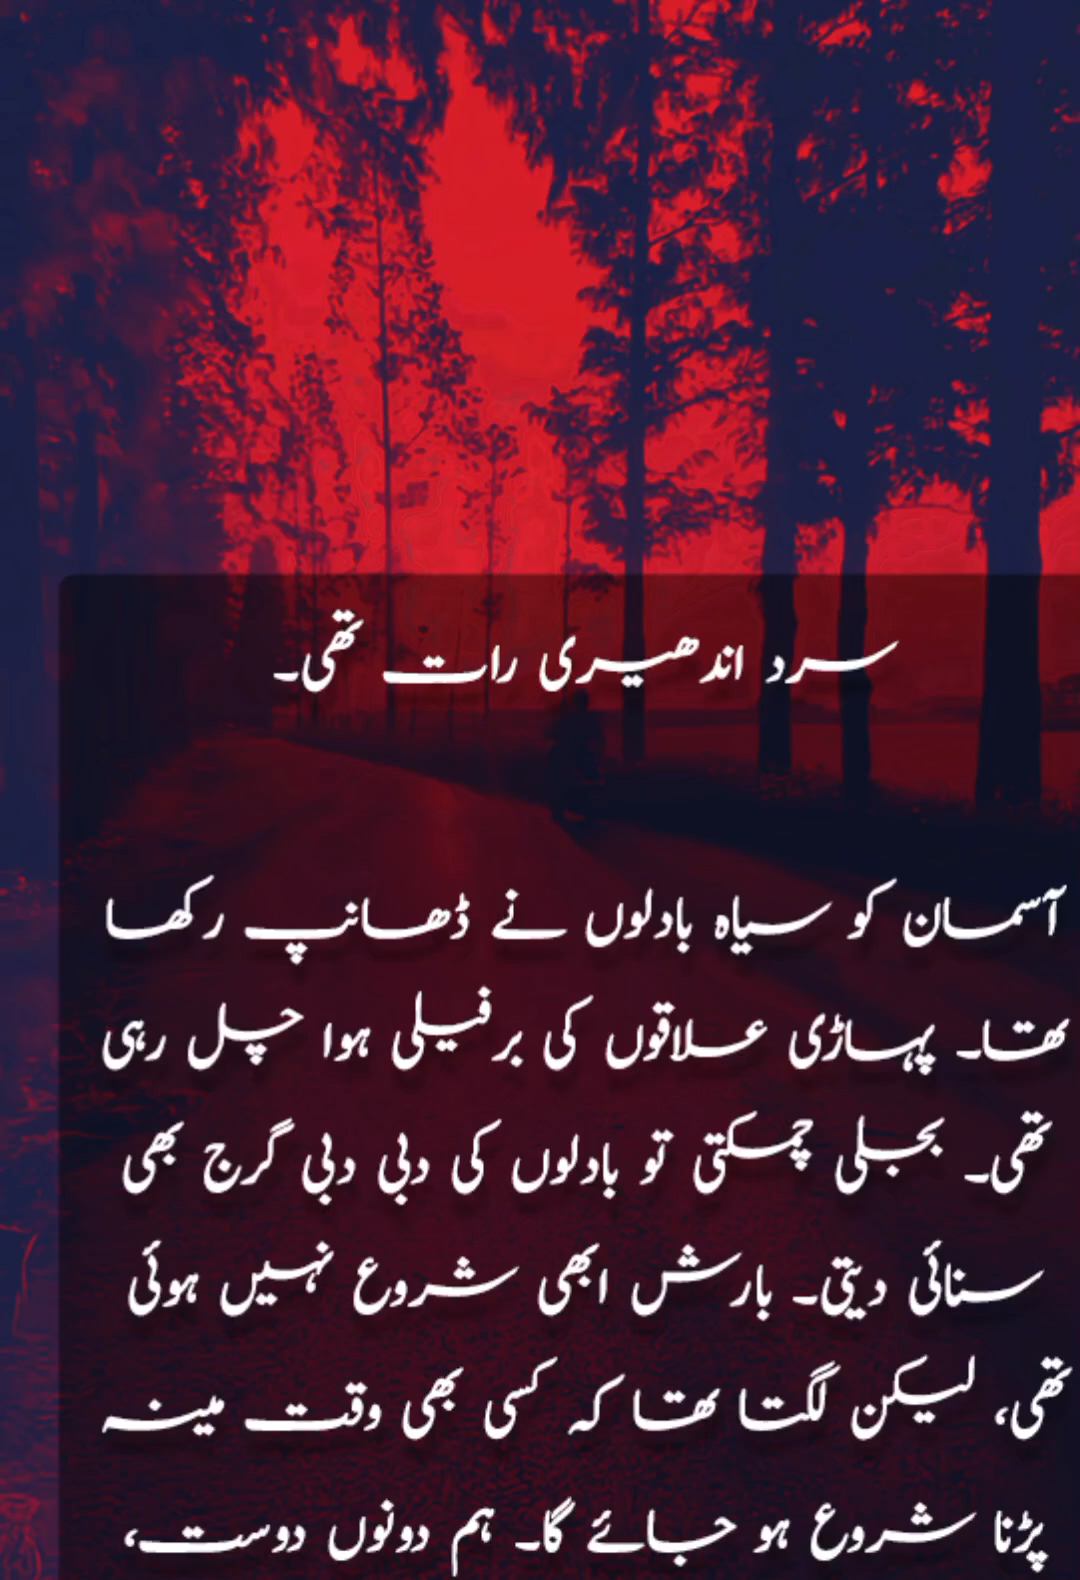 سرد اندھیری رات تھی۔
آسمان کو سیاہ بادلوں نے ڈھانپ رکھا
تھا۔ پہاڑی علاقوں کی برفیلی ہوا چل رہی
تھی۔ بجلی چمکتی تو بادلوں کی دبی دبی گرج بھی
سنائی دیتی۔ بارش ابھی شروع نہیں ہوئی
تھی، لیکن لگتا تھا کہ کسی بھی وقت مینہ
پڑنا شروع ہو جائے گا۔ ہم دونوں دوست،